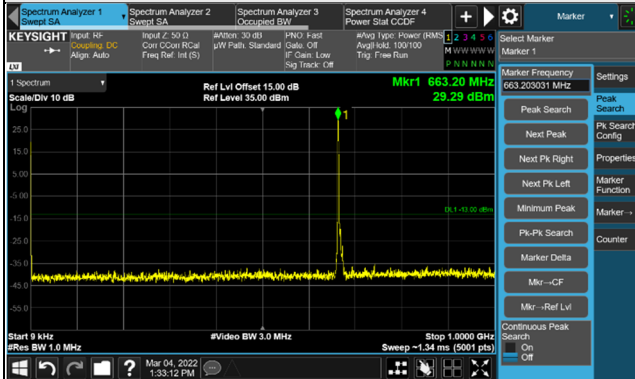 Spectrum Analyzer 1
Swept SA
Spectrum Analyzer 2
Swept SA
Spectrum Analyzer 3
Occupied BW
Spectrum Analyzer 4
Power Stat CCDF
+
Marker
KEYSIGHT
LXI
Input: RF
Coupling: DC
Align: Auto
Input Z: 50 Ω
Corr CCorr RCal
Freq Ref: Int (S)
#Atten: 30 dB
µW Path: Standard
PNO: Fast
Gate: Off
IF Gain: Low
Sig Track: Off
#Avg Type: Power (RMS
Avg|Hold: 100/100
Trig: Free Run
1 2 3 4 5 6
M W W W W W
P N N N N N
Select Marker
Marker 1
1 Spectrum
Scale/Div 10 dB
Ref Lvl Offset 15.00 dB
Ref Level 35.00 dBm
Mkr1 663.20 MHz
29.29 dBm
Log
25.0
15.0
5.00
-5.00
-15.0
-25.0
-35.0
-45.0
-55.0
1
DL1 -13.00 dBm
Start 9 kHz
#Res BW 1.0 MHz
#Video BW 3.0 MHz
Stop 1.0000 GHz
Sweep ~1.34 ms (5001 pts)
Marker Frequency
663.203031 MHz
Peak Search
Next Peak
Next Pk Right
Next Pk Left
Minimum Peak
Pk-Pk Search
Marker Delta
Mkr→CF
Mkr→Ref Lvl
Continuous Peak
Search
On
Off
Settings
Peak
Search
Pk Search
Config
Properties
Marker
Function
Marker→
Counter
?
Mar 04, 2022
1:33:12 PM